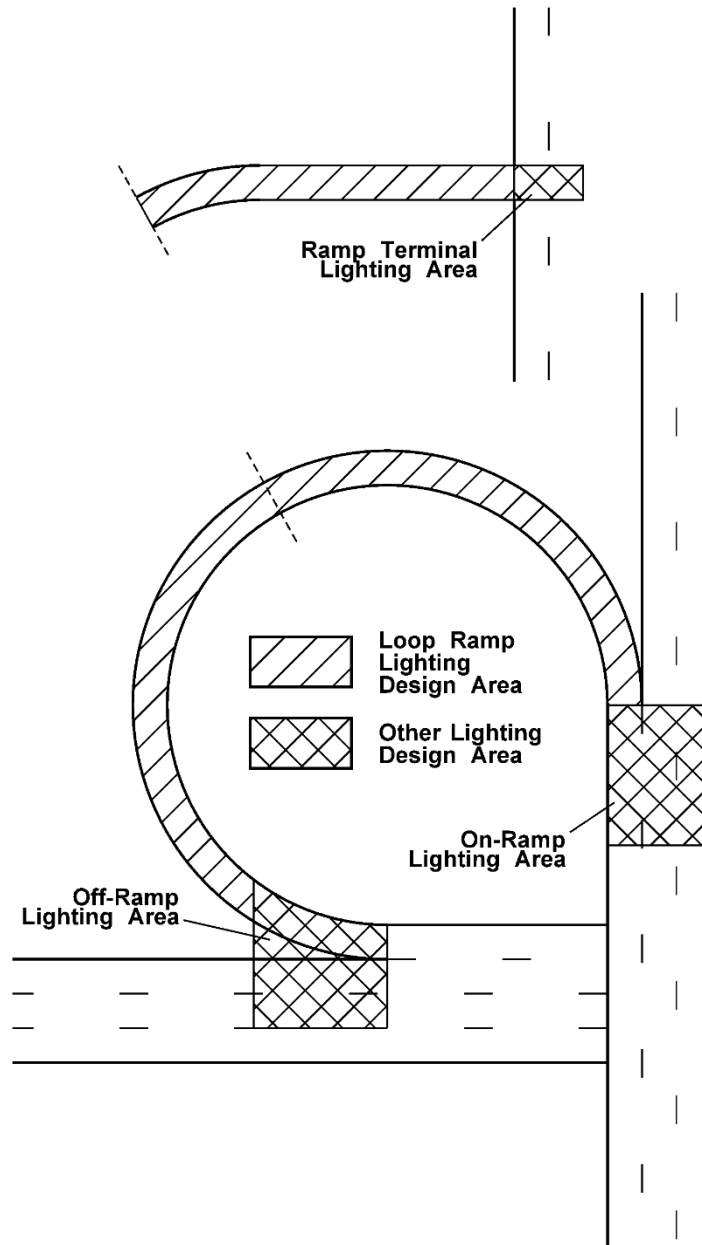 Ramp Terminal
Lighting Area
Loop Ramp
Lighting
Design Area
Other Lighting
Design Area
On-Ramp
Lighting Area
Off-Ramp
Lighting Area